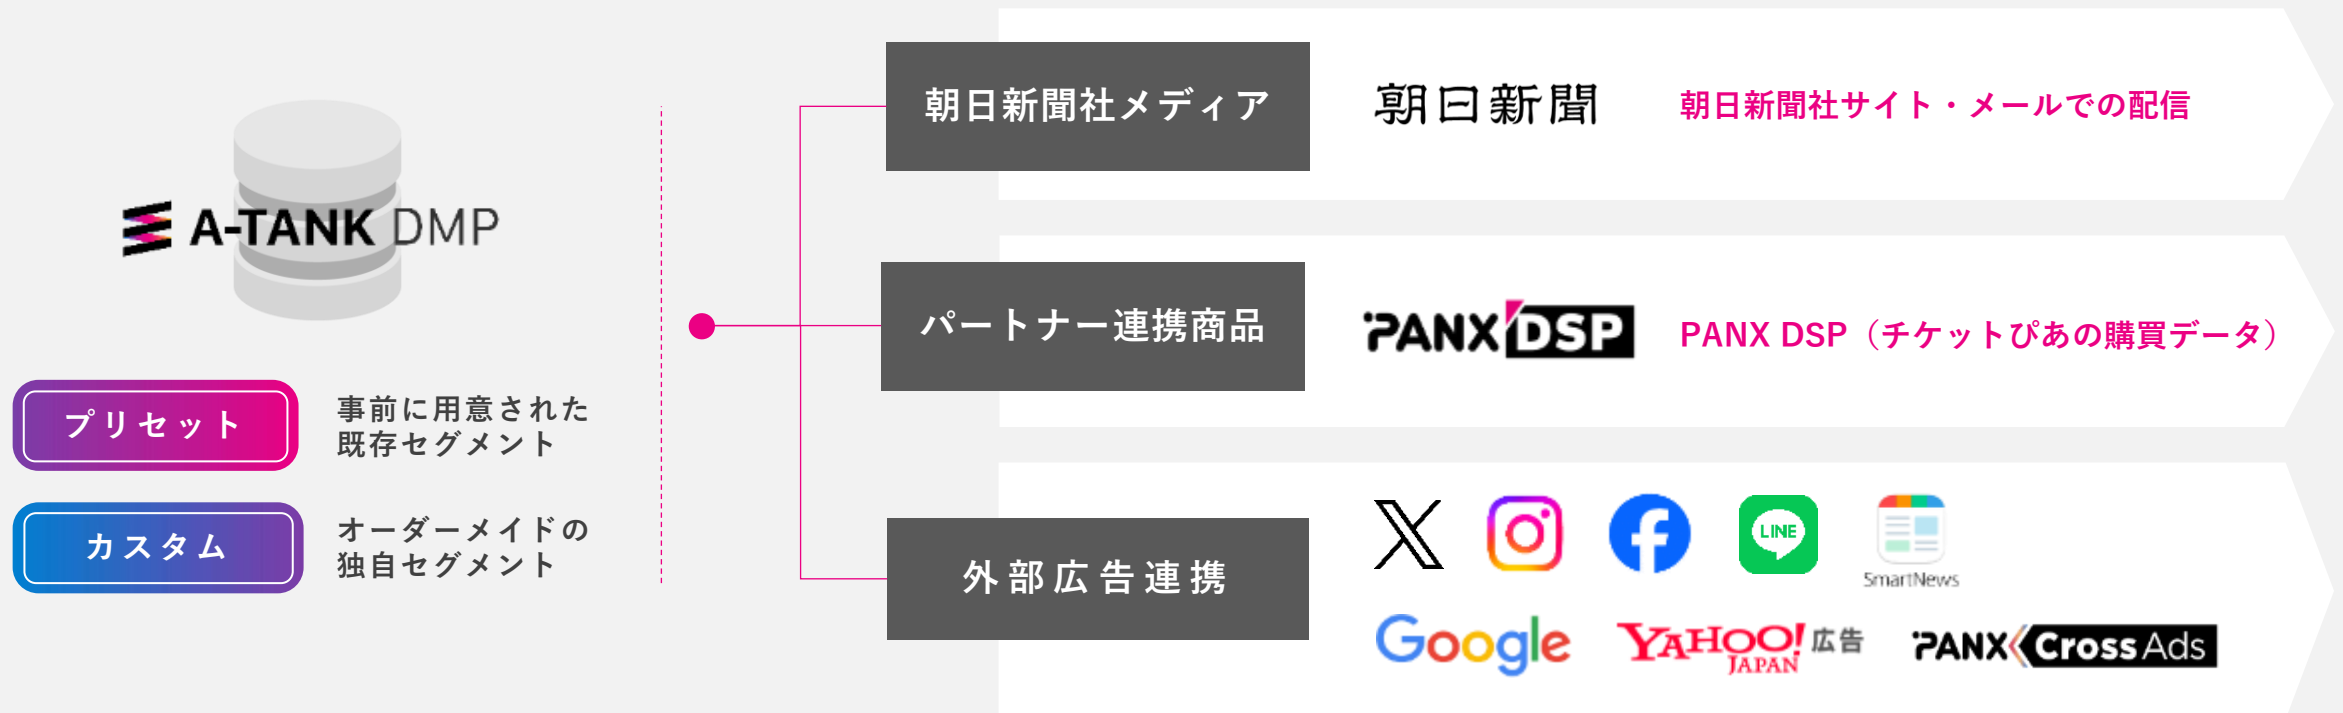 A-TANK DMP
プリセット
事前に用意された
既存セグメント
カスタム
オーダーメイドの
独自セグメント
朝日新聞社メディア
朝日新聞
朝日新聞社サイト・メールでの配信
パートナー連携商品
PANX DSP
PANX DSP（チケットぴあの購買データ）
外部広告連携
LINE
SmartNews
Google
YAHOO! 広告
JAPAN
PANX CrossAds